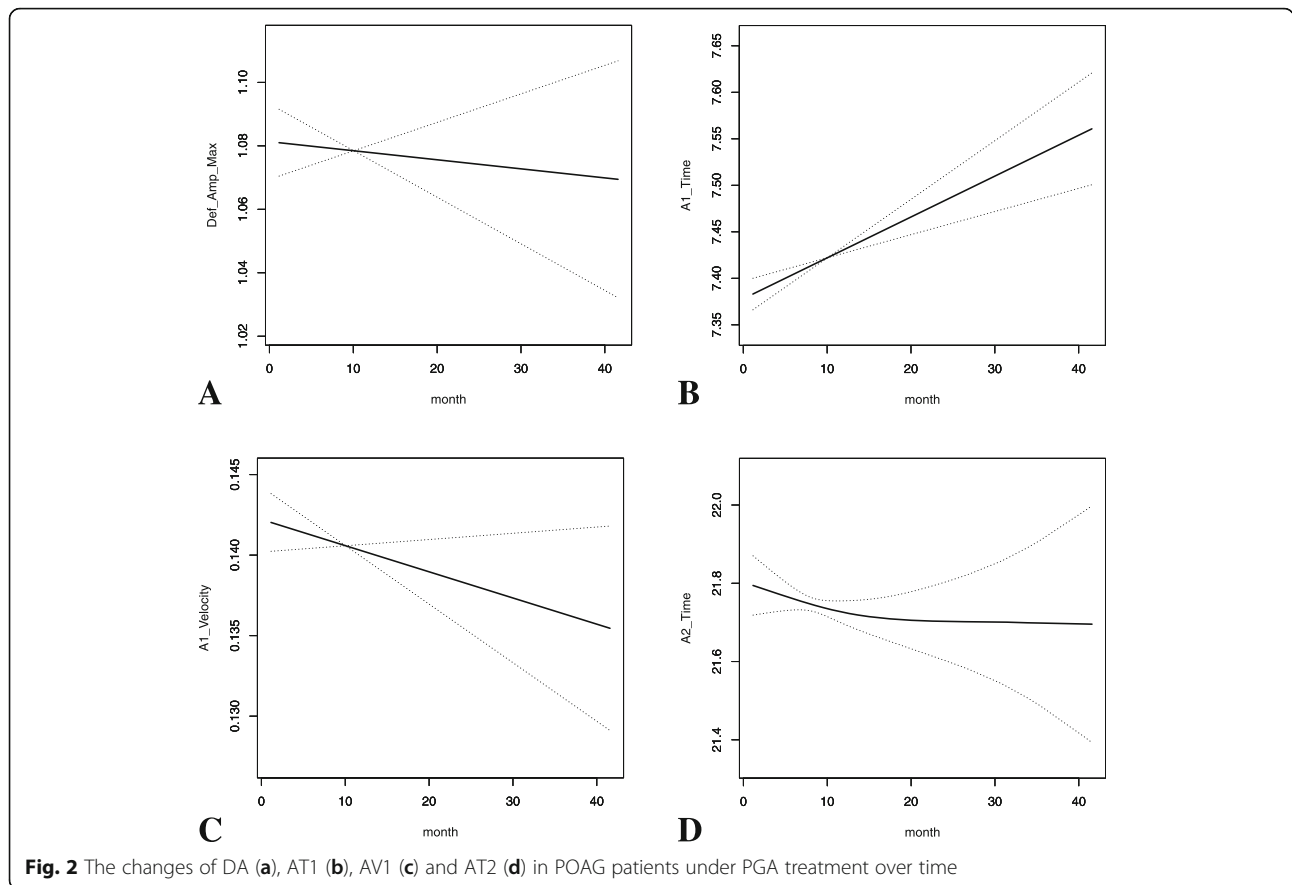 Def_Amp_Max
1.10
1.08
1.06
1.04
1.02
0 10 20 30 40
month
A
A1_Time
7.65
7.60
7.55
7.50
7.45
7.40
7.35
0 10 20 30 40
month
B
A1_Velocity
0.145
0.140
0.135
0.130
0 10 20 30 40
month
C
A2_Time
22.0
21.8
21.6
21.4
0 10 20 30 40
month
D
Fig. 2 The changes of DA (a), AT1 (b), AV1 (c) and AT2 (d) in POAG patients under PGA treatment over time